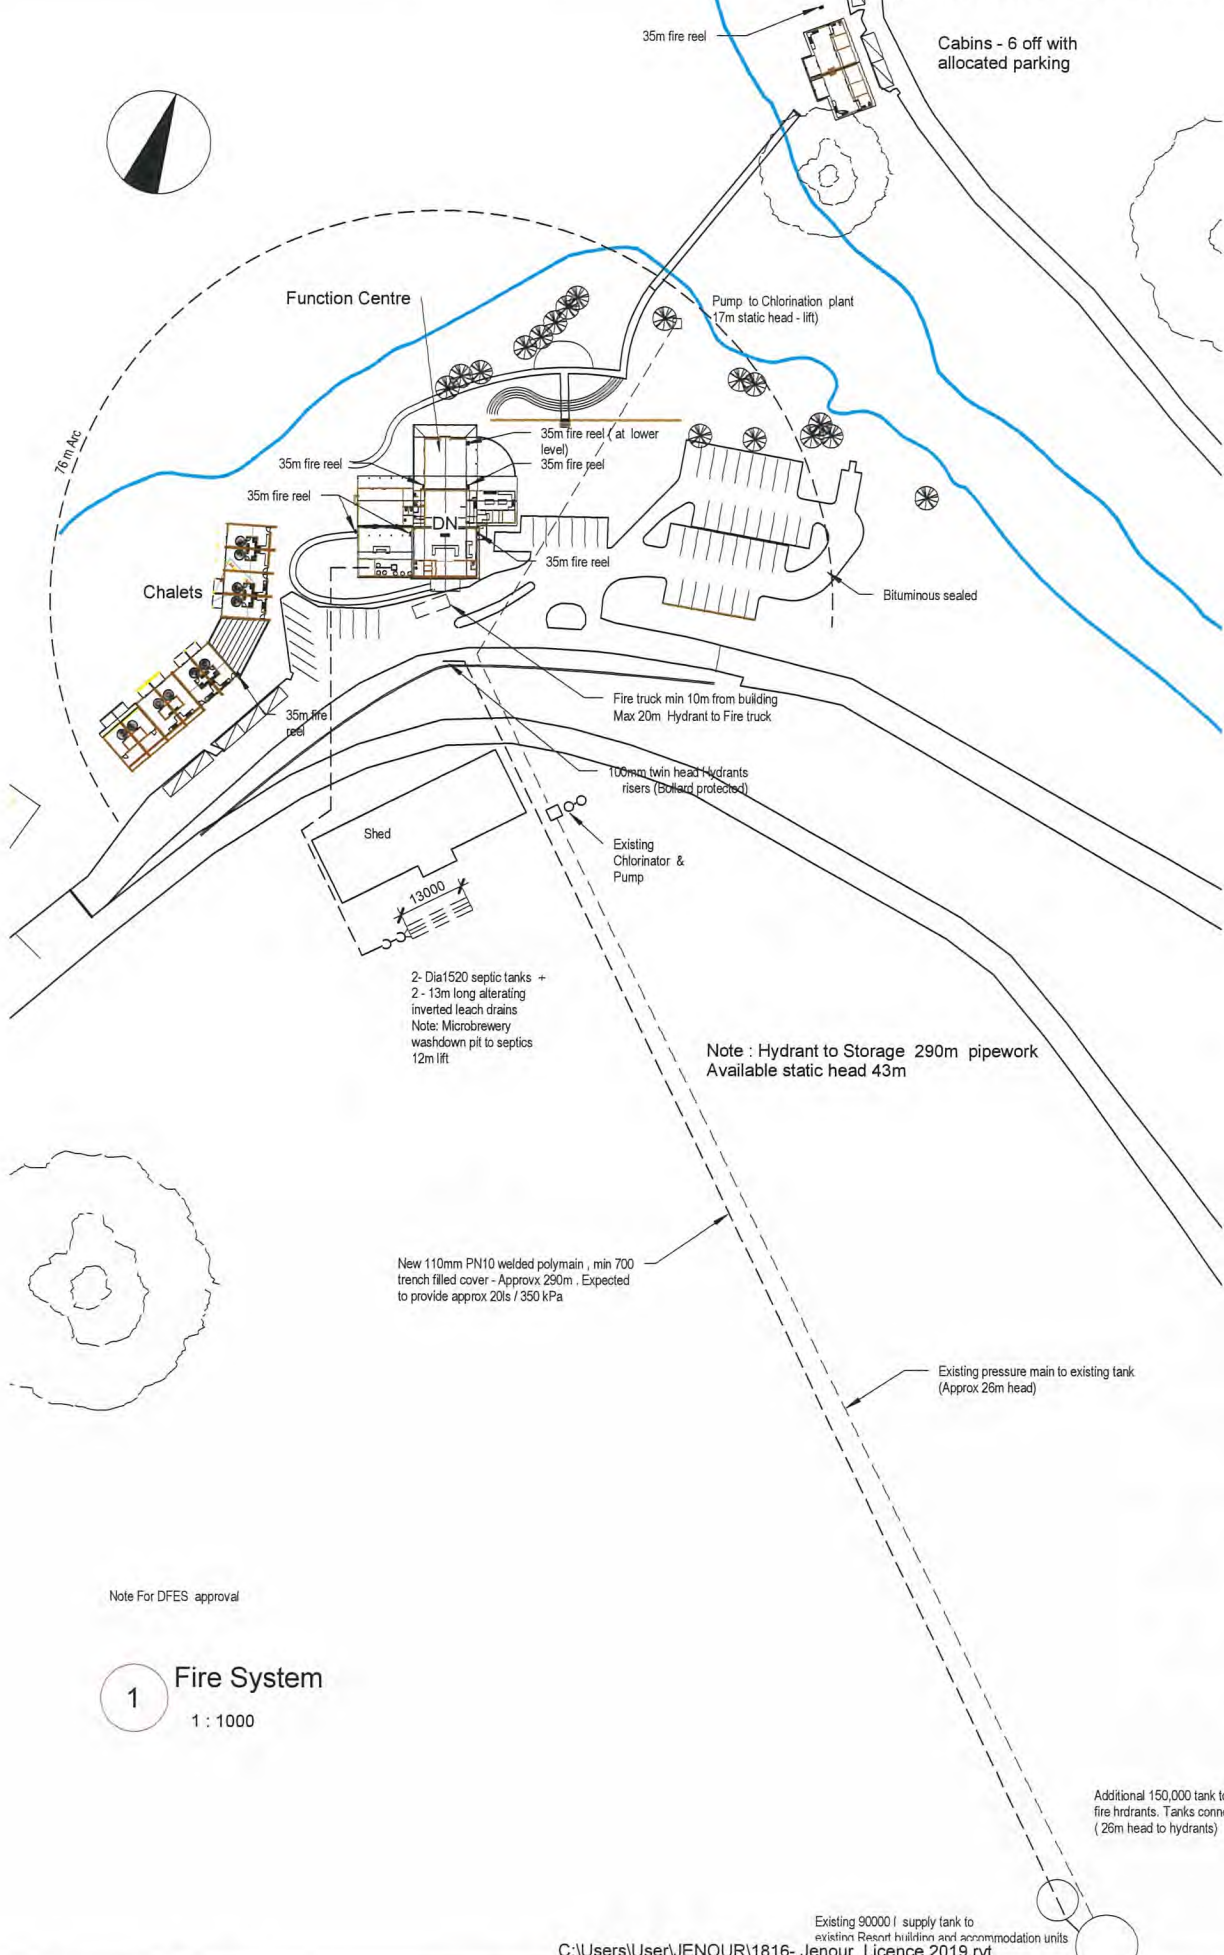 35m fire reel
Cabins - 6 off with
allocated parking
Function Centre
Pump to Chlorination plant
17m static head - lift)
76 m Arc
35m fire reel ( at lower
level)
35m fire reel
35m fire reel
35m fire reel
DN
35m fire reel
Chalets
Bituminous sealed
Fire truck min 10m from building
Max 20m Hydrant to Fire truck
35m fire
reel
100mm twin head Hydrants
risers (Bollard protected)
Shed
Existing
Chlorinator &
Pump
13000
2- Dia1520 septic tanks +
2 - 13m long alterating
inverted leach drains
Note: Microbrewery
washdown pit to septics
12m lift
Note : Hydrant to Storage 290m pipework
Available static head 43m
New 110mm PN10 welded polymain , min 700
trench filled cover - Approvx 290m . Expected
to provide approx 20ls / 350 kPa
Existing pressure main to existing tank
(Approx 26m head)
Note For DFES approval
1
Fire System
1 : 1000
Additional 150,000 tank
fire hrdrants. Tanks
( 26m head to hydrants)
Existing 90000 l supply tank to
existing Resort building and accommodation units
C:\Users\User\JENOUR\1816- Jenour Licence 2019.rvt